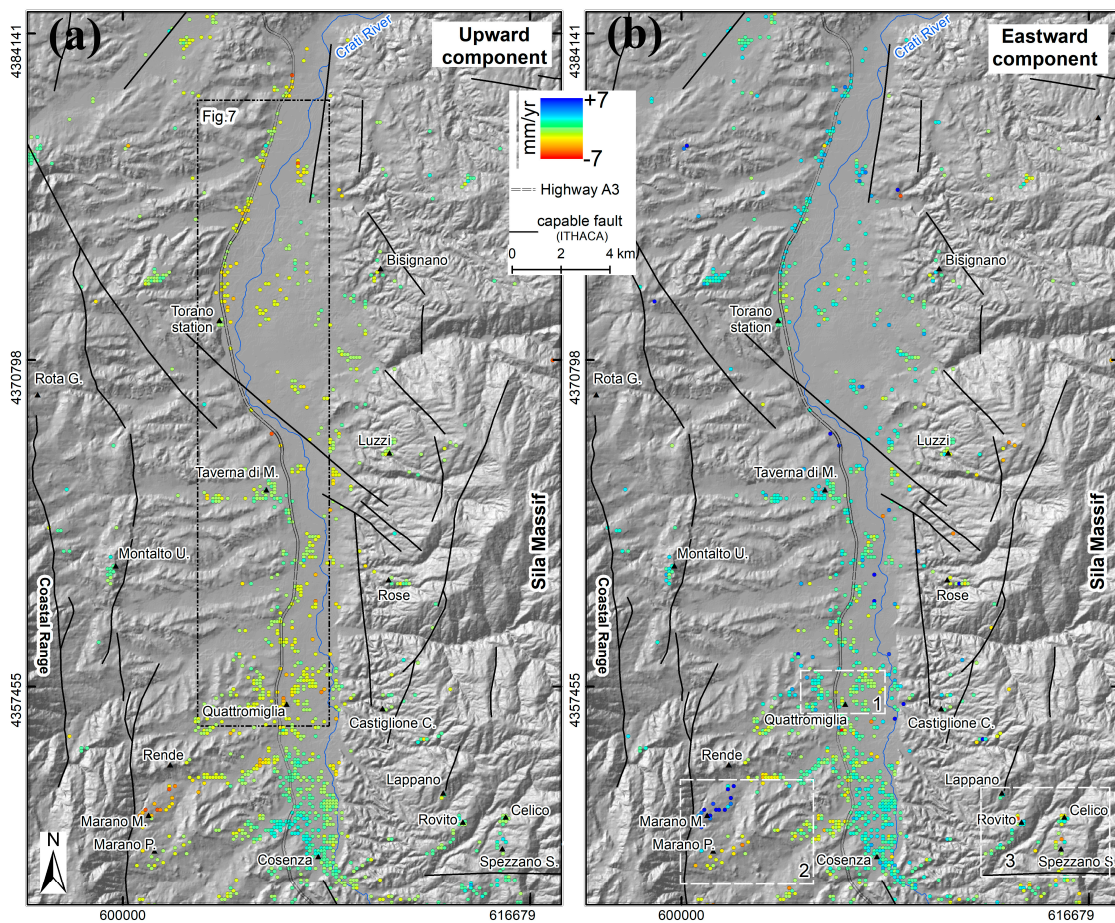 (a)
Upward
component
Crati River
Fig.7
4384141
4370798
4357455
Bisignano
Torano
station
Rota G.
Luzzi
Taverna di M.
Montalto U.
Rose
Coastal Range
Sila Massif
Quattromiglia
Castiglione C.
Rende
Lappano
Marano M.
Marano P.
Rovito
Celico
Cosenza
Spezzano S.
N
600000
616679
mm/yr
+7
-7
Highway A3
capable fault
(ITHACA)
0 2 4 km
(b)
Eastward
component
Crati River
4384141
4370798
4357455
Bisignano
Torano
station
Rota G.
Luzzi
Taverna di M.
Montalto U.
Rose
Coastal Range
Sila Massif
1
Quattromiglia
Castiglione C.
Rende
Lappano
Marano M.
Marano P.
Rovito
Celico
2
Cosenza
3
Spezzano S.
600000
616679